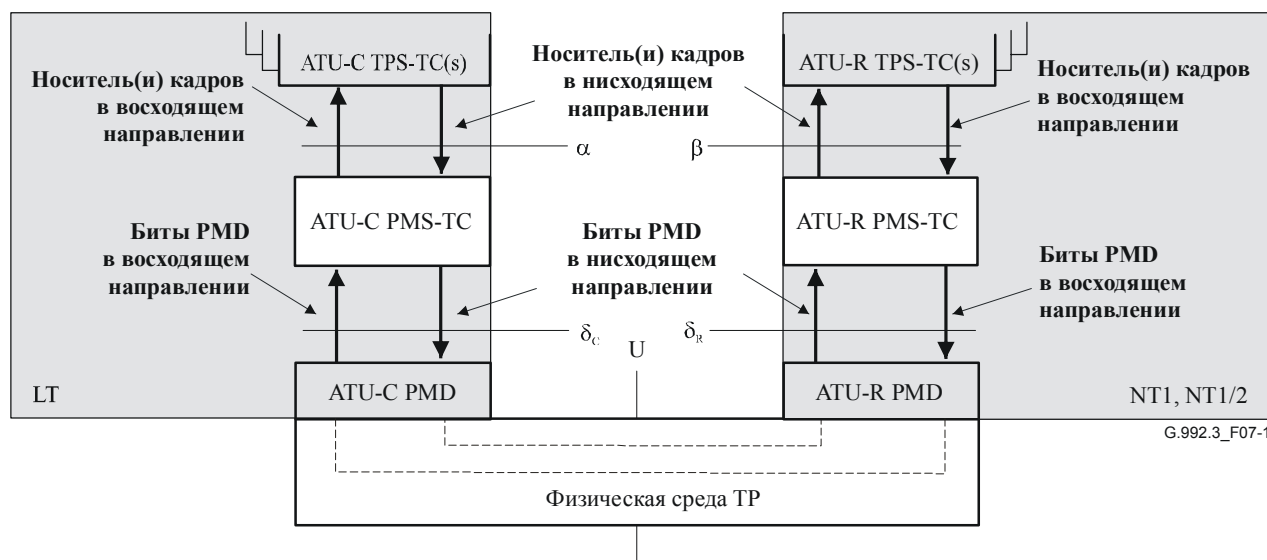 ATU-C TPS-TC(s)
ATU-R TPS-TC(s)
Носитель(и) кадров
в восходящем
направлении
Носитель(и) кадров
в нисходящем
направлении
Носитель(и) кадров
в восходящем
направлении
α
β
ATU-C PMS-TC
ATU-R PMS-TC
Биты PMD
в восходящем
направлении
Биты PMD
в нисходящем
направлении
Биты PMD
в восходящем
направлении
δC
δR
U
LT
ATU-C PMD
ATU-R PMD
NT1, NT1/2
G.992.3_F07-1
Физическая среда TP